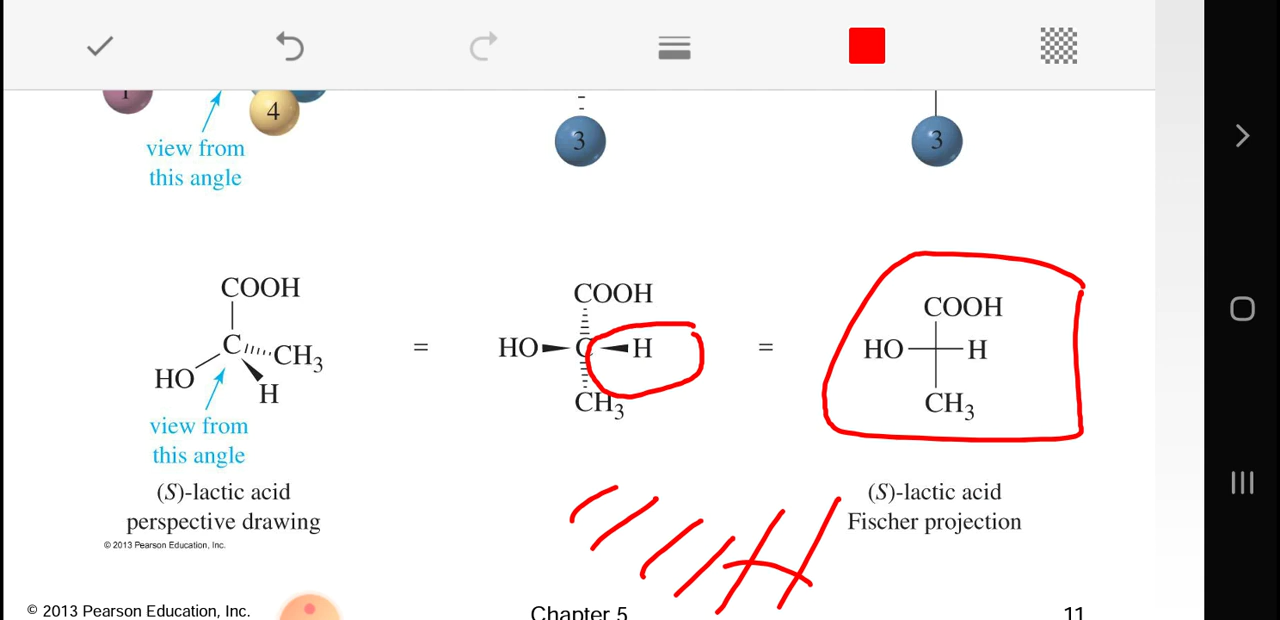 1
4
3
3
view from
this angle
COOH
C CH₃
HO
H
view from
this angle
=
COOH
HO C H
CH₃
=
COOH
HO H
CH₃
(S)-lactic acid
perspective drawing
(S)-lactic acid
Fischer projection
© 2013 Pearson Education, Inc.
H
© 2013 Pearson Education, Inc.
Chapter 5
11